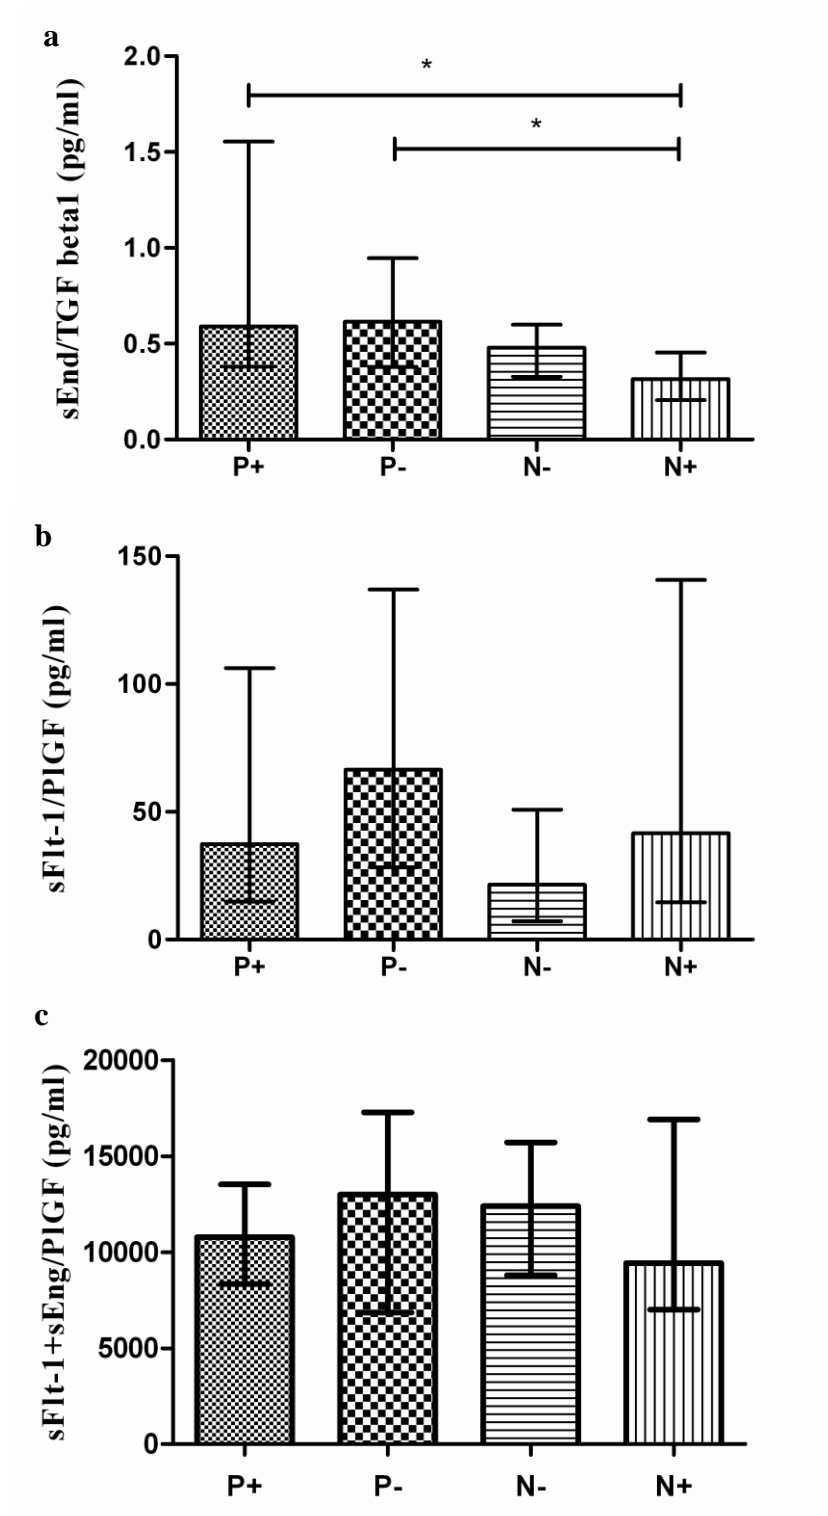 a
sEnd/TGF beta1 (pg/ml)
2.0
1.5
1.0
0.5
0.0
*
*
P+ P- N- N+
b
sFlt-1/PlGF (pg/ml)
150
100
50
0
P+ P- N- N+
c
sFlt-1+sEng/PlGF (pg/ml)
20000
15000
10000
5000
0
P+ P- N- N+